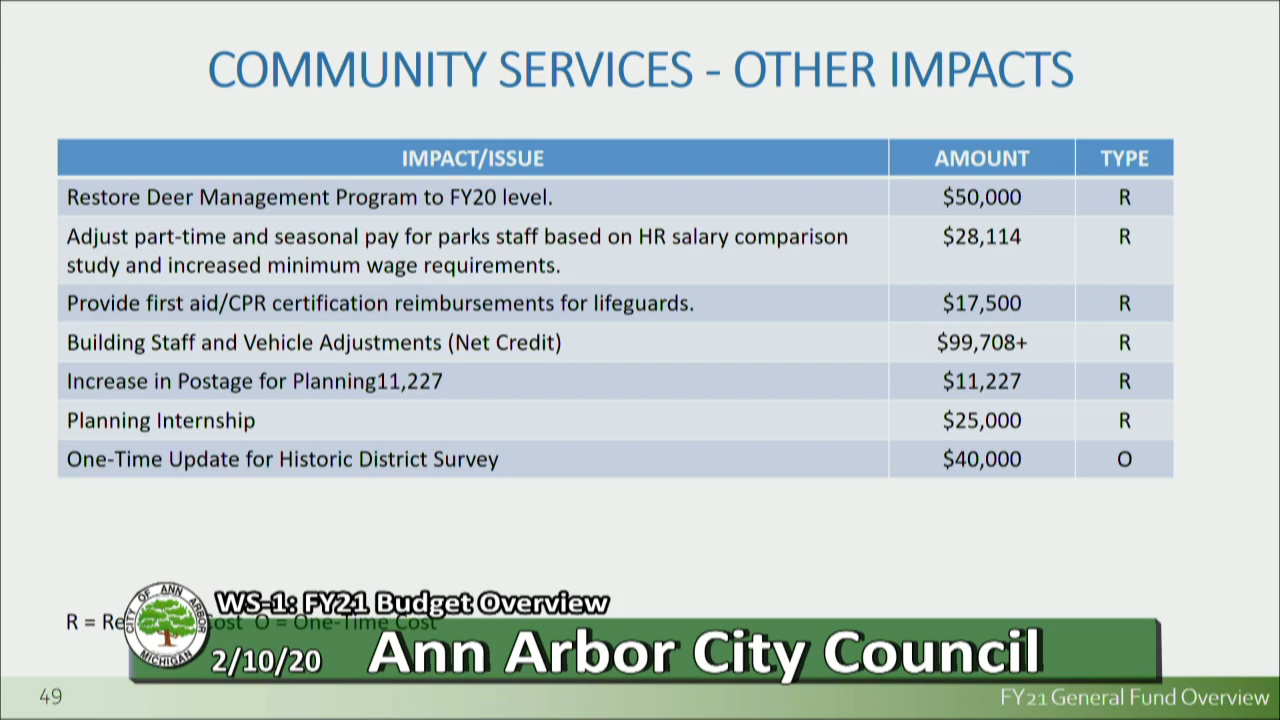 COMMUNITY SERVICES - OTHER IMPACTS
IMPACT/ISSUE AMOUNT TYPE
Restore Deer Management Program to FY20 level. $50,000 R
Adjust part-time and seasonal pay for parks staff based on HR salary comparison $28,114 R
study and increased minimum wage requirements.
Provide first aid/CPR certification reimbursements for lifeguards. $17,500 R
Building Staff and Vehicle Adjustments (Net Credit) $99,708+ R
Increase in Postage for Planning11,227 $11,227 R
Planning Internship $25,000 R
One-Time Update for Historic District Survey $40,000 O
WS-1: FY21 Budget Overview
R = O = One-Time Cost
CITY OF ANN ARBOR
MICHIGAN
2/10/20 Ann Arbor City Council
49 FY21 General Fund Overview